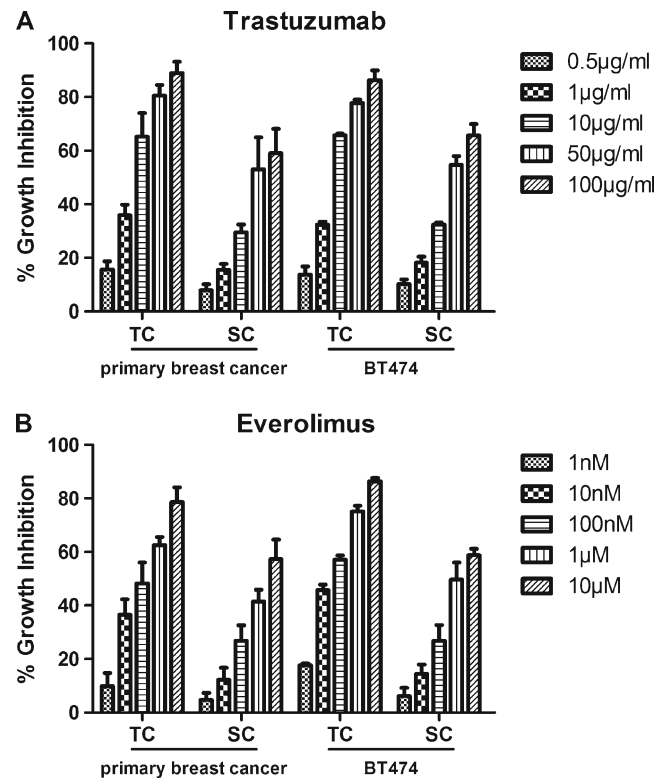 A
Trastuzumab
% Growth Inhibition
100
80
60
40
20
0
TC
SC
TC
SC
primary breast cancer
BT474
0.5µg/ml
1µg/ml
10µg/ml
50µg/ml
100µg/ml
B
Everolimus
% Growth Inhibition
100
80
60
40
20
0
TC
SC
TC
SC
primary breast cancer
BT474
1nM
10nM
100nM
1µM
10µM